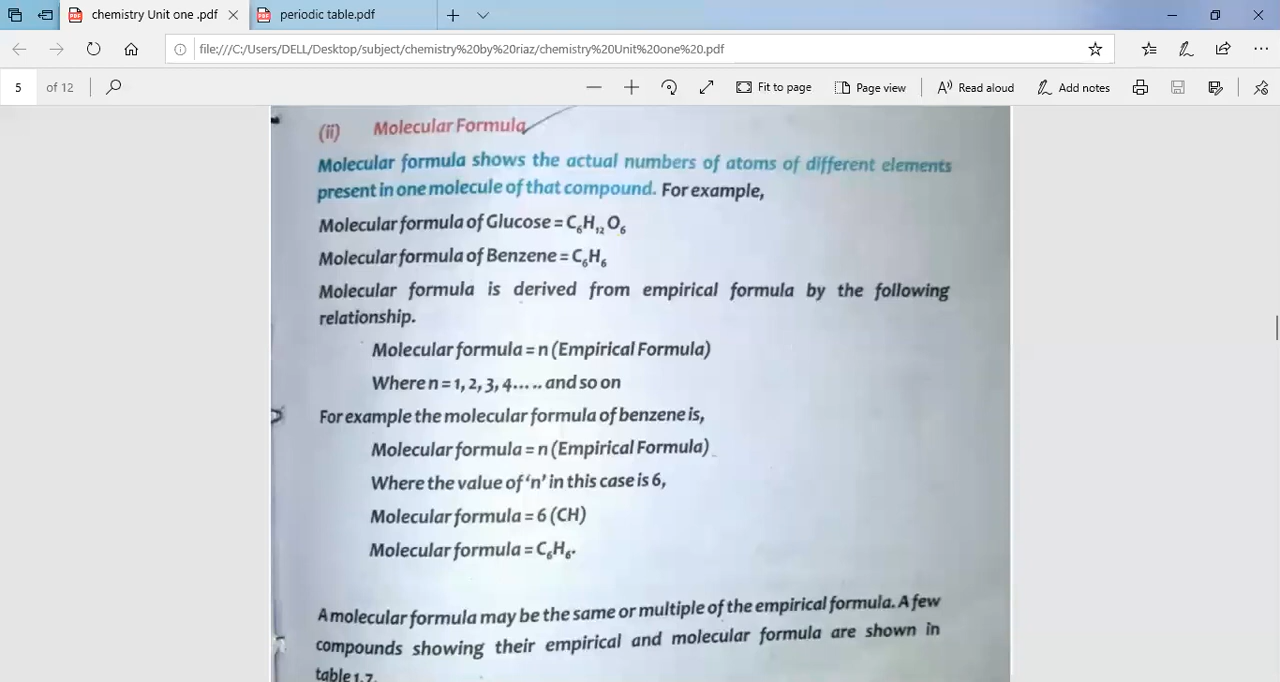 chemistry Unit one .pdf
periodic table.pdf
file:///C:/Users/DELL/Desktop/subject/chemistry%20by%20riaz/chemistry%20Unit%20one%20.pdf
5 of 12
Fit to page
Page view
Read aloud
Add notes
(ii) Molecular Formula
Molecular formula shows the actual numbers of atoms of different elements
present in one molecule of that compound. For example,
Molecular formula of Glucose = C₆H₁₂O₆
Molecular formula of Benzene = C₆H₆
Molecular formula is derived from empirical formula by the following
relationship.
Molecular formula = n (Empirical Formula)
Where n = 1, 2, 3, 4..... and so on
For example the molecular formula of benzene is,
Molecular formula = n (Empirical Formula)
Where the value of 'n' in this case is 6,
Molecular formula = 6 (CH)
Molecular formula = C₆H₆.
A molecular formula may be the same or multiple of the empirical formula. A few
compounds showing their empirical and molecular formula are shown in
table 1.7.